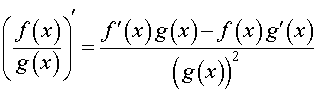 (f(x)/g(x))′ = (f′(x)g(x)−f(x)g′(x))/(g(x))²